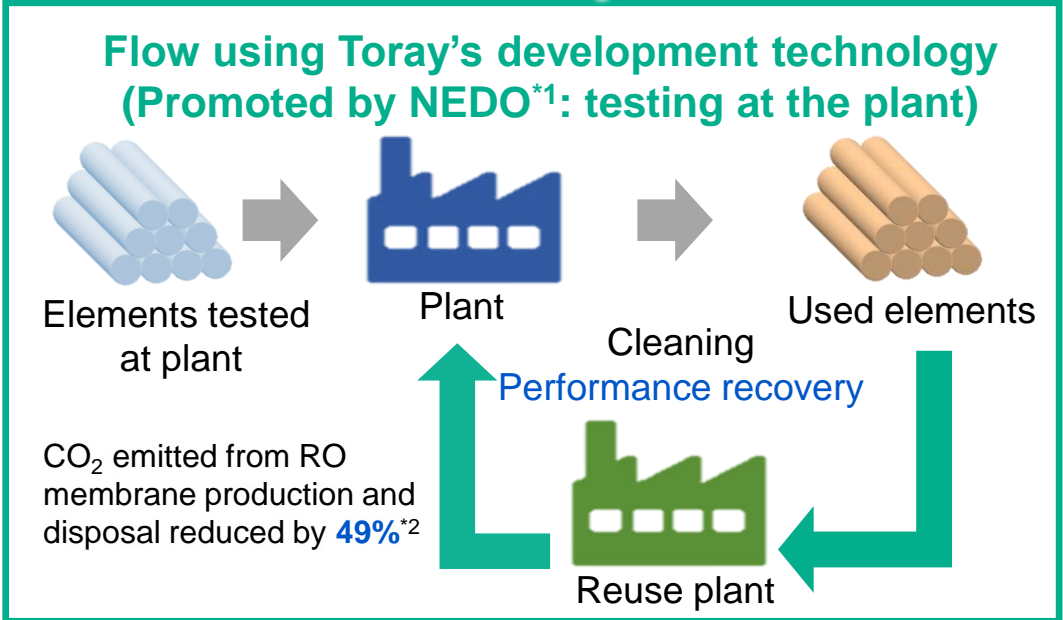 Flow using Toray's development technology
(Promoted by NEDO*1: testing at the plant)
Elements tested
at plant
Plant
Used elements
Cleaning
Performance recovery
CO2 emitted from RO
membrane production and
disposal reduced by 49%*2
Reuse plant